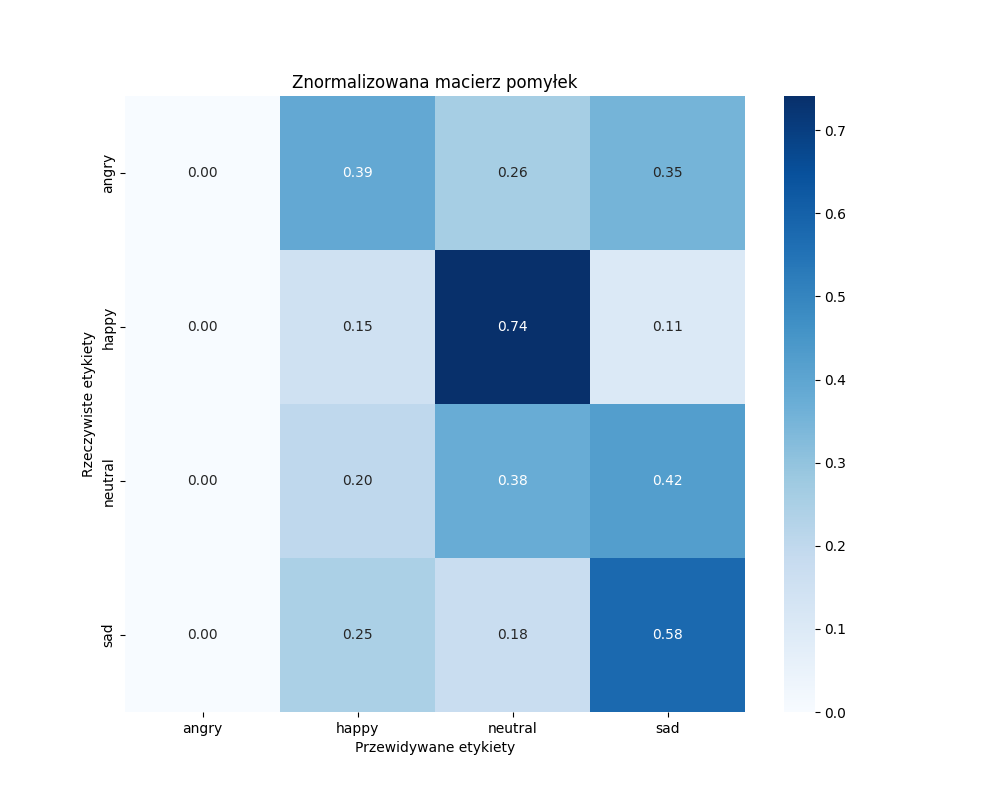 Znormalizowana macierz pomyłek
Rzeczywiste etykiety
angry 0.00 0.39 0.26 0.35
happy 0.00 0.15 0.74 0.11
neutral 0.00 0.20 0.38 0.42
sad 0.00 0.25 0.18 0.58
angry happy neutral sad
Przewidywane etykiety
0.7
0.6
0.5
0.4
0.3
0.2
0.1
0.0